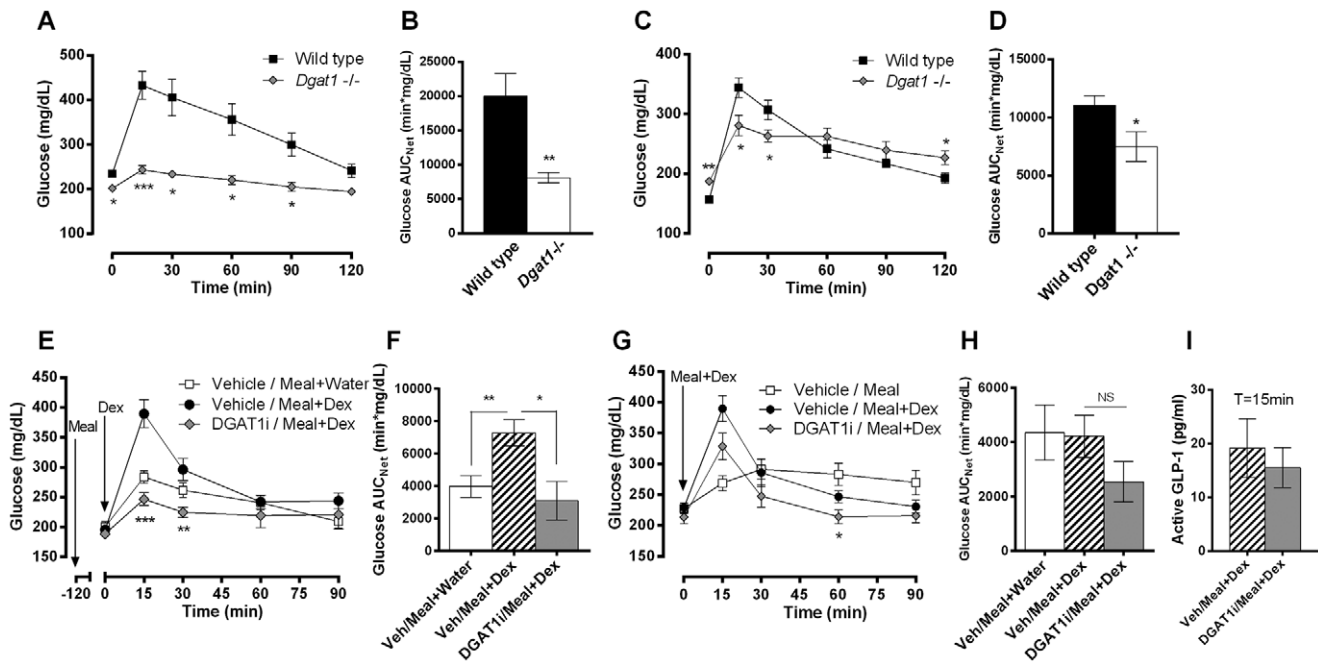 A
Glucose (mg/dL)
500
400
300
200
100
Wild type
Dgat1 -/-
*
***
*
*
*
0 30 60 90 120
Time (min)
B
Glucose AUCNet (min*mg/dL)
25000
20000
15000
10000
5000
0
**
Wild type
Dgat1-/-
C
Glucose (mg/dL)
400
300
200
100
Wild type
Dgat1 -/-
**
*
*
*
0 30 60 90 120
Time (min)
D
Glucose AUCNet (min*mg/dL)
15000
10000
5000
0
*
Wild type
Dgat1 -/-
E
Glucose (mg/dL)
450
400
350
300
250
200
150
Meal
Dex
Vehicle / Meal+Water
Vehicle / Meal+Dex
DGAT1i / Meal+Dex
***
**
-120 0 15 30 45 60 75 90
Time (min)
F
Glucose AUCNet (min*mg/dL)
8000
6000
4000
2000
0
**
*
Veh/Meal+Water
Veh/Meal+Dex
DGAT1i/Meal+Dex
G
Glucose (mg/dL)
450
400
350
300
250
200
150
Meal+Dex
Vehicle / Meal
Vehicle / Meal+Dex
DGAT1i / Meal+Dex
*
0 15 30 45 60 75 90
Time (min)
H
Glucose AUCNet (min*mg/dL)
6000
4000
2000
0
NS
Veh/Meal+Water
Veh/Meal+Dex
DGAT1i/Meal+Dex
I
Active GLP-1 (pg/ml)
30
20
10
0
T=15min
Veh/Meal+Dex
DGAT1i/Meal+Dex